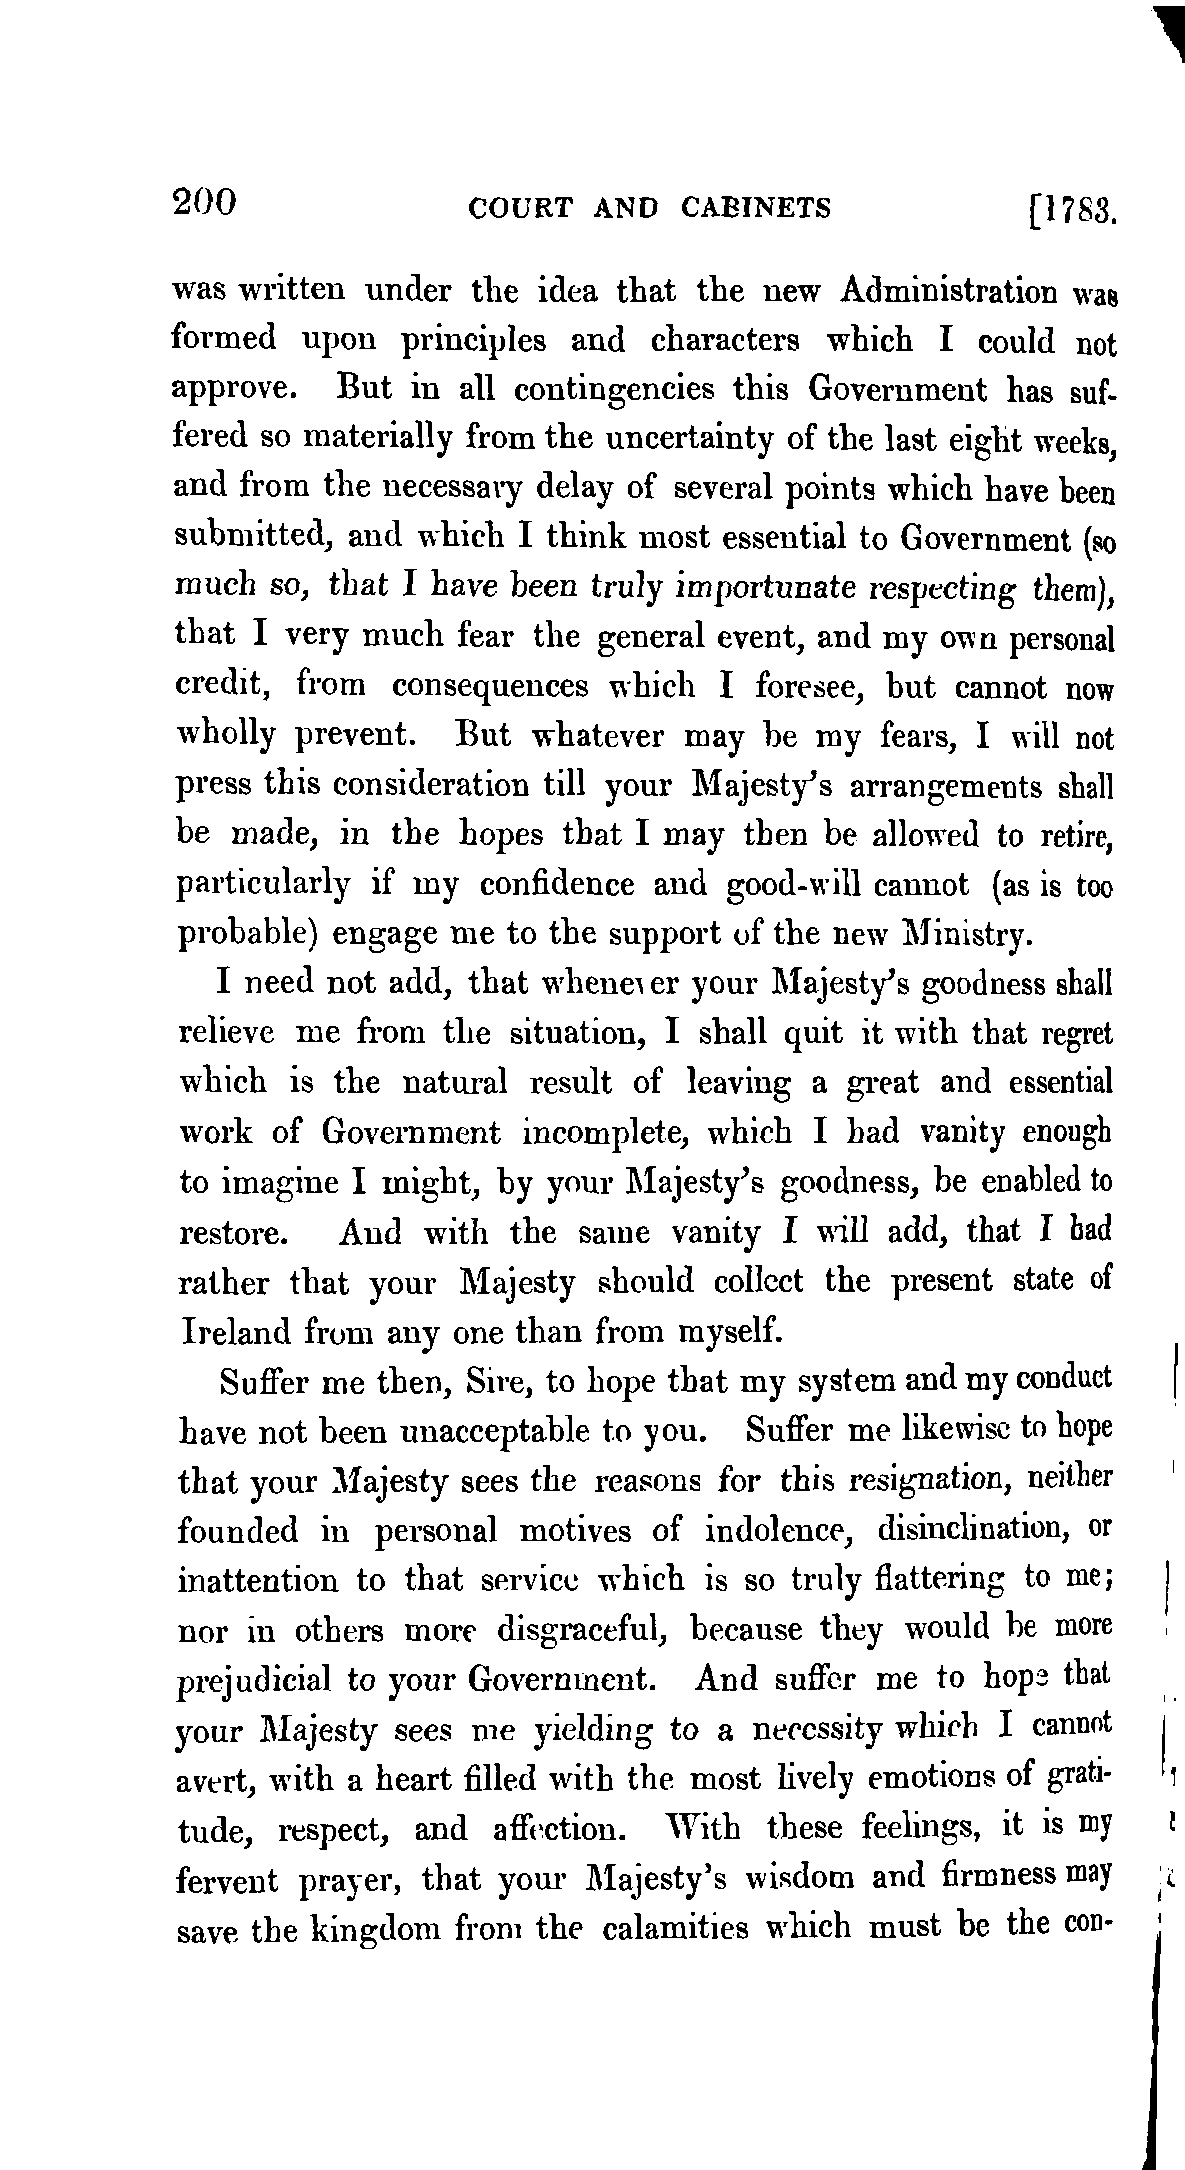 200 COURT AND CABINETS [1783.
was written under the idea that the new Administration was
formed upon principles and characters which I could not
approve. But in all contingencies this Government has suf-
fered so materially from the uncertainty of the last eight weeks,
and from the necessary delay of several points which have been
submitted, and which I think most essential to Government (so
much so, that I have been truly importunate respecting them),
that I very much fear the general event, and my own personal
credit, from consequences which I foresee, but cannot now
wholly prevent. But whatever may be my fears, I will not
press this consideration till your Majesty's arrangements shall
be made, in the hopes that I may then be allowed to retire,
particularly if my confidence and good-will cannot (as is too
probable) engage me to the support of the new Ministry.
I need not add, that whenever your Majesty's goodness shall
relieve me from the situation, I shall quit it with that regret
which is the natural result of leaving a great and essential
work of Government incomplete, which I had vanity enough
to imagine I might, by your Majesty's goodness, be enabled to
restore. And with the same vanity I will add, that I had
rather that your Majesty should collect the present state of
Ireland from any one than from myself.
Suffer me then, Sire, to hope that my system and my conduct
have not been unacceptable to you. Suffer me likewise to hope
that your Majesty sees the reasons for this resignation, neither
founded in personal motives of indolence, disinclination, or
inattention to that service which is so truly flattering to me;
nor in others more disgraceful, because they would be more
prejudicial to your Government. And suffer me to hope that
your Majesty sees me yielding to a necessity which I cannot
avert, with a heart filled with the most lively emotions of grati-
tude, respect, and affection. With these feelings, it is my
fervent prayer, that your Majesty's wisdom and firmness may
save the kingdom from the calamities which must be the con-